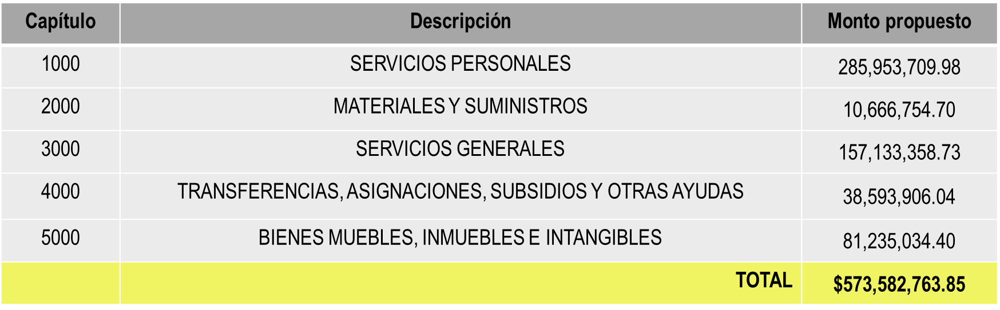 Capítulo Descripción Monto propuesto
1000 SERVICIOS PERSONALES 285,953,709.98
2000 MATERIALES Y SUMINISTROS 10,666,754.70
3000 SERVICIOS GENERALES 157,133,358.73
4000 TRANSFERENCIAS, ASIGNACIONES, SUBSIDIOS Y OTRAS AYUDAS 38,593,906.04
5000 BIENES MUEBLES, INMUEBLES E INTANGIBLES 81,235,034.40
TOTAL $573,582,763.85